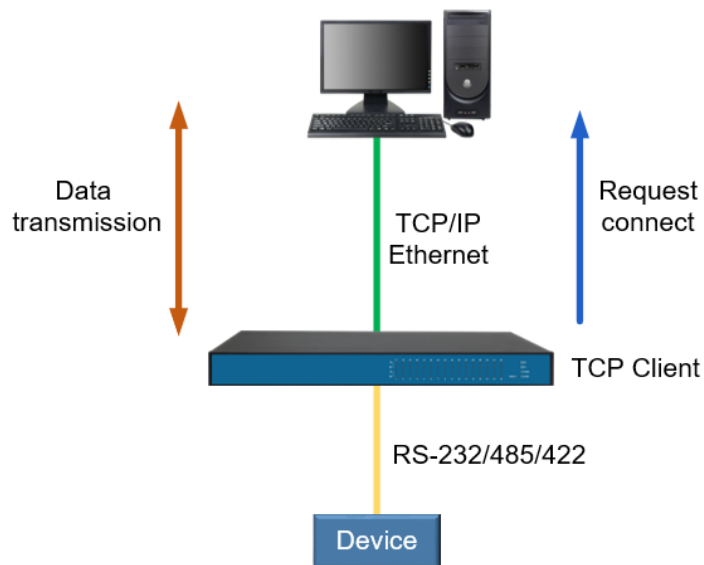 Data
transmission
TCP/IP
Ethernet
Request
connect
TCP Client
RS-232/485/422
Device